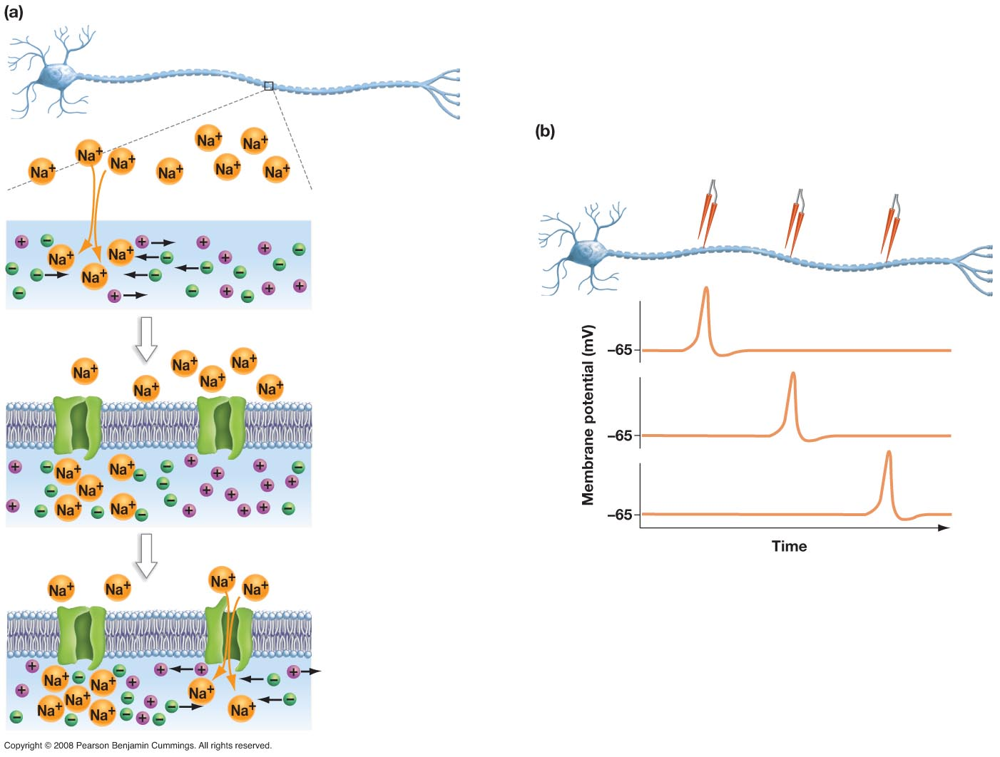 (a)
Na+ Na+
Na+ Na+
Na+ Na+ Na+ Na+
Na+ Na+
Na+
Na+ Na+ Na+
Na+ Na+ Na+
Na+ Na+
Na+
Na+ Na+
Na+ Na+ Na+ Na+
Na+ Na+
Na+ Na+
Na+ Na+ Na+
Copyright © 2008 Pearson Benjamin Cummings. All rights reserved.
(b)
Membrane potential (mV)
–65
–65
–65
Time